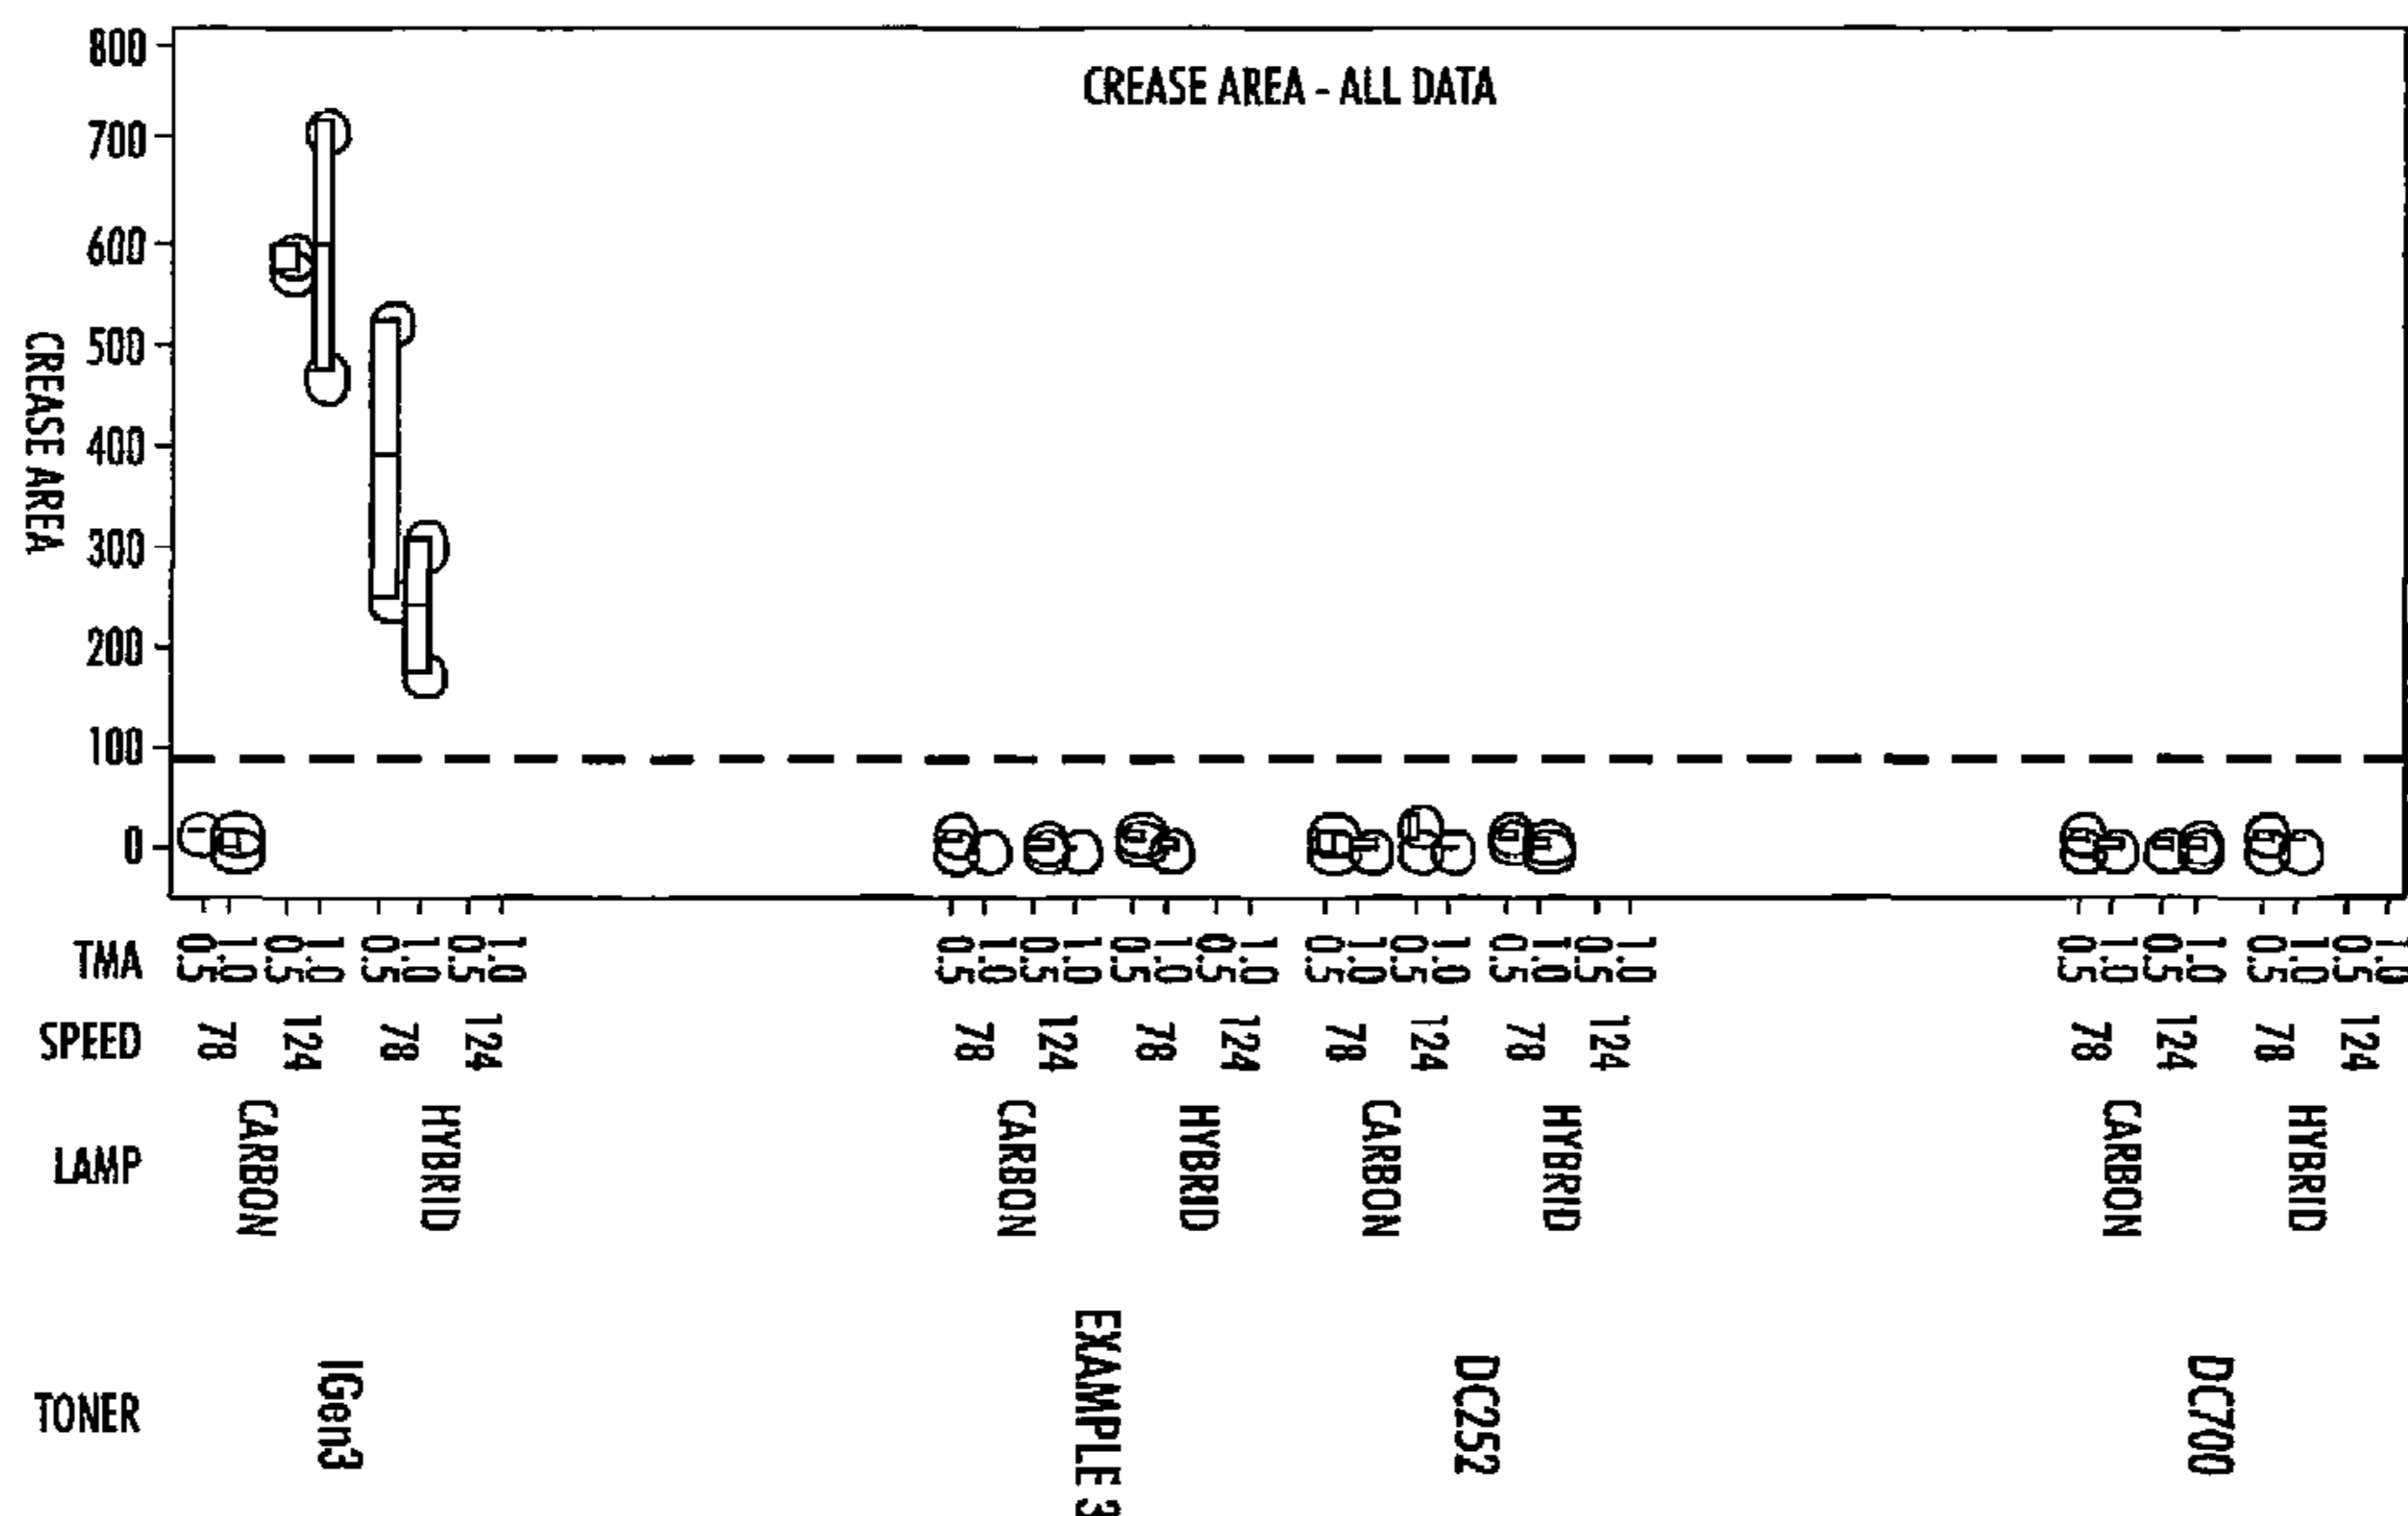 CREASE AREA - ALL DATA
CREASE AREA
800
700
600
500
400
300
200
100
0
TMA 0.5 1.0 0.5 1.0 0.5 1.0 0.5 1.0 0.5 1.0 0.5 1.0 0.5 1.0 0.5 1.0 0.5 1.0 0.5 1.0 0.5 1.0 0.5 1.0 0.5 1.0 0.5 1.0 0.5 1.0 0.5 1.0
SPEED 78 124 78 124 78 124 78 124 78 124 78 124 78 124 78 124
LAMP CARBON HYBRID CARBON HYBRID CARBON HYBRID CARBON HYBRID
TONER IGen3 EXAMPLE 3 DC252 DC700